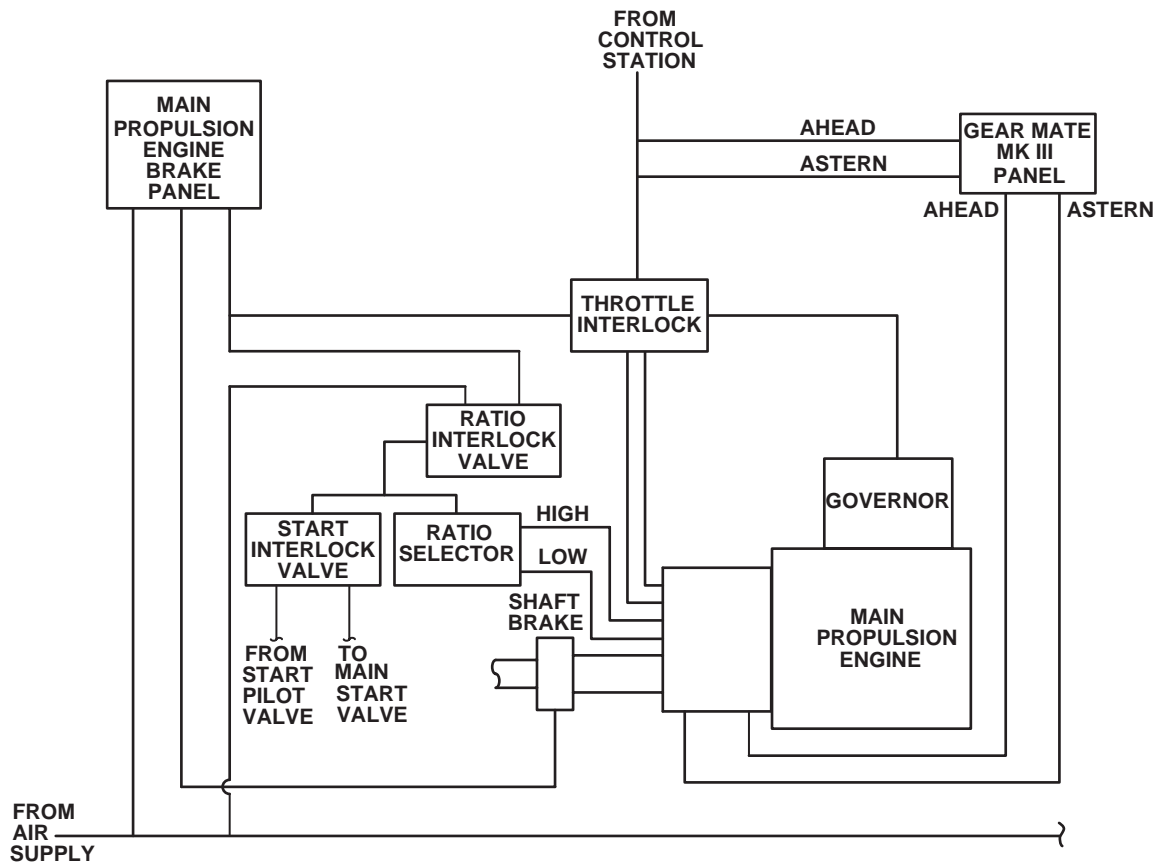 FROM
CONTROL
STATION
MAIN
PROPULSION
ENGINE
BRAKE
PANEL
AHEAD
ASTERN
GEAR MATE
MK III
PANEL
AHEAD
ASTERN
THROTTLE
INTERLOCK
RATIO
INTERLOCK
VALVE
GOVERNOR
START
INTERLOCK
VALVE
RATIO
SELECTOR
HIGH
LOW
SHAFT
BRAKE
MAIN
PROPULSION
ENGINE
FROM
START
PILOT
VALVE
TO
MAIN
START
VALVE
FROM
AIR
SUPPLY